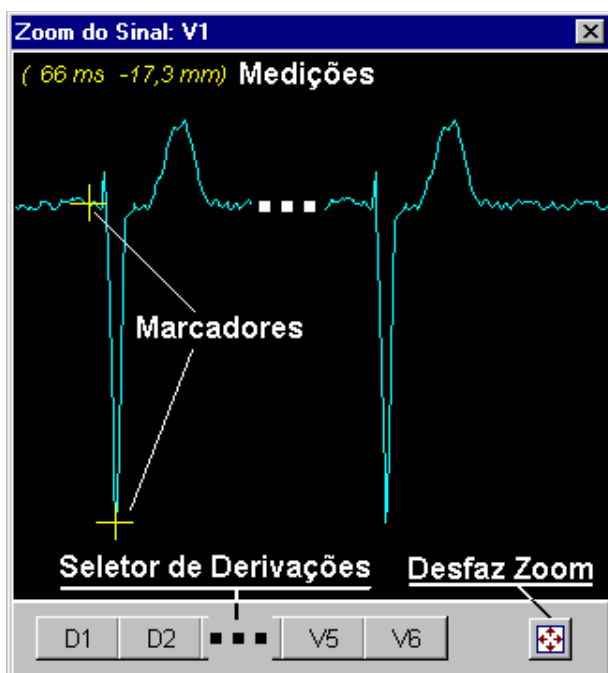 Zoom do Sinal: V1
( 66 ms -17,3 mm) Medições
Marcadores
Seletor de Derivações Desfaz Zoom
D1 D2 V5 V6